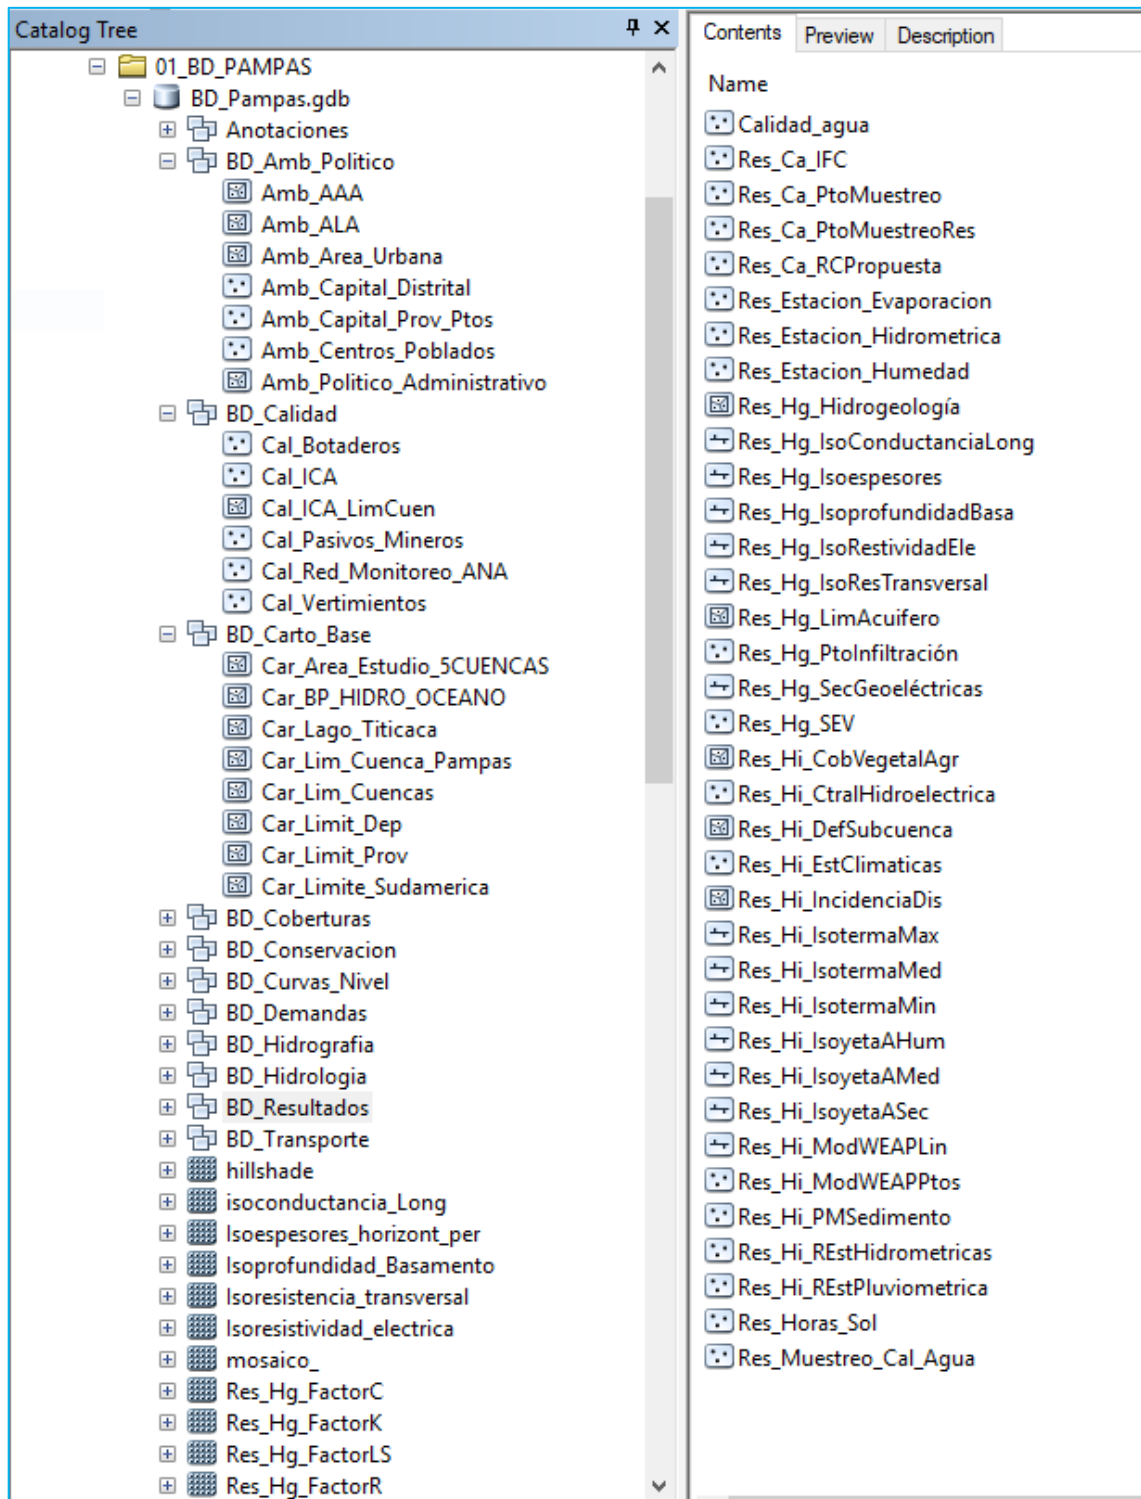 Catalog Tree
01_BD_PAMPAS
BD_Pampas.gdb
Anotaciones
BD_Amb_Politico
Amb_AAA
Amb_ALA
Amb_Area_Urbana
Amb_Capital_Distrital
Amb_Capital_Prov_Ptos
Amb_Centros_Poblados
Amb_Politico_Administrativo
BD_Calidad
Cal_Botaderos
Cal_ICA
Cal_ICA_LimCuen
Cal_Pasivos_Mineros
Cal_Red_Monitoreo_ANA
Cal_Vertimientos
BD_Carto_Base
Car_Area_Estudio_5CUENCAS
Car_BP_HIDRO_OCEANO
Car_Lago_Titicaca
Car_Lim_Cuenca_Pampas
Car_Lim_Cuencas
Car_Limit_Dep
Car_Limit_Prov
Car_Limite_Sudamerica
BD_Coberturas
BD_Conservacion
BD_Curvas_Nivel
BD_Demandas
BD_Hidrografia
BD_Hidrologia
BD_Resultados
BD_Transporte
hillshade
isoconductancia_Long
Isoespesores_horizont_per
Isoprofundidad_Basamento
Isoresistencia_transversal
Isoresistividad_electrica
mosaico_
Res_Hg_FactorC
Res_Hg_FactorK
Res_Hg_FactorLS
Res_Hg_FactorR
Contents Preview Description
Name
Calidad_agua
Res_Ca_IFC
Res_Ca_PtoMuestreo
Res_Ca_PtoMuestreoRes
Res_Ca_RCPropuesta
Res_Estacion_Evaporacion
Res_Estacion_Hidrometrica
Res_Estacion_Humedad
Res_Hg_Hidrogeología
Res_Hg_IsoConductanciaLong
Res_Hg_Isoespesores
Res_Hg_IsoprofundidadBasa
Res_Hg_IsoRestividadEle
Res_Hg_IsoResTransversal
Res_Hg_LimAcuifero
Res_Hg_PtoInfiltración
Res_Hg_SecGeoeléctricas
Res_Hg_SEV
Res_Hi_CobVegetalAgr
Res_Hi_CtralHidroelectrica
Res_Hi_DefSubcuenca
Res_Hi_EstClimaticas
Res_Hi_IncidenciaDis
Res_Hi_IsotermaMax
Res_Hi_IsotermaMed
Res_Hi_IsotermaMin
Res_Hi_IsoyetaAHum
Res_Hi_IsoyetaAMed
Res_Hi_IsoyetaASec
Res_Hi_ModWEAPLin
Res_Hi_ModWEAPPtos
Res_Hi_PMSedimento
Res_Hi_REstHidrometricas
Res_Hi_REstPluviometrica
Res_Horas_Sol
Res_Muestreo_Cal_Agua